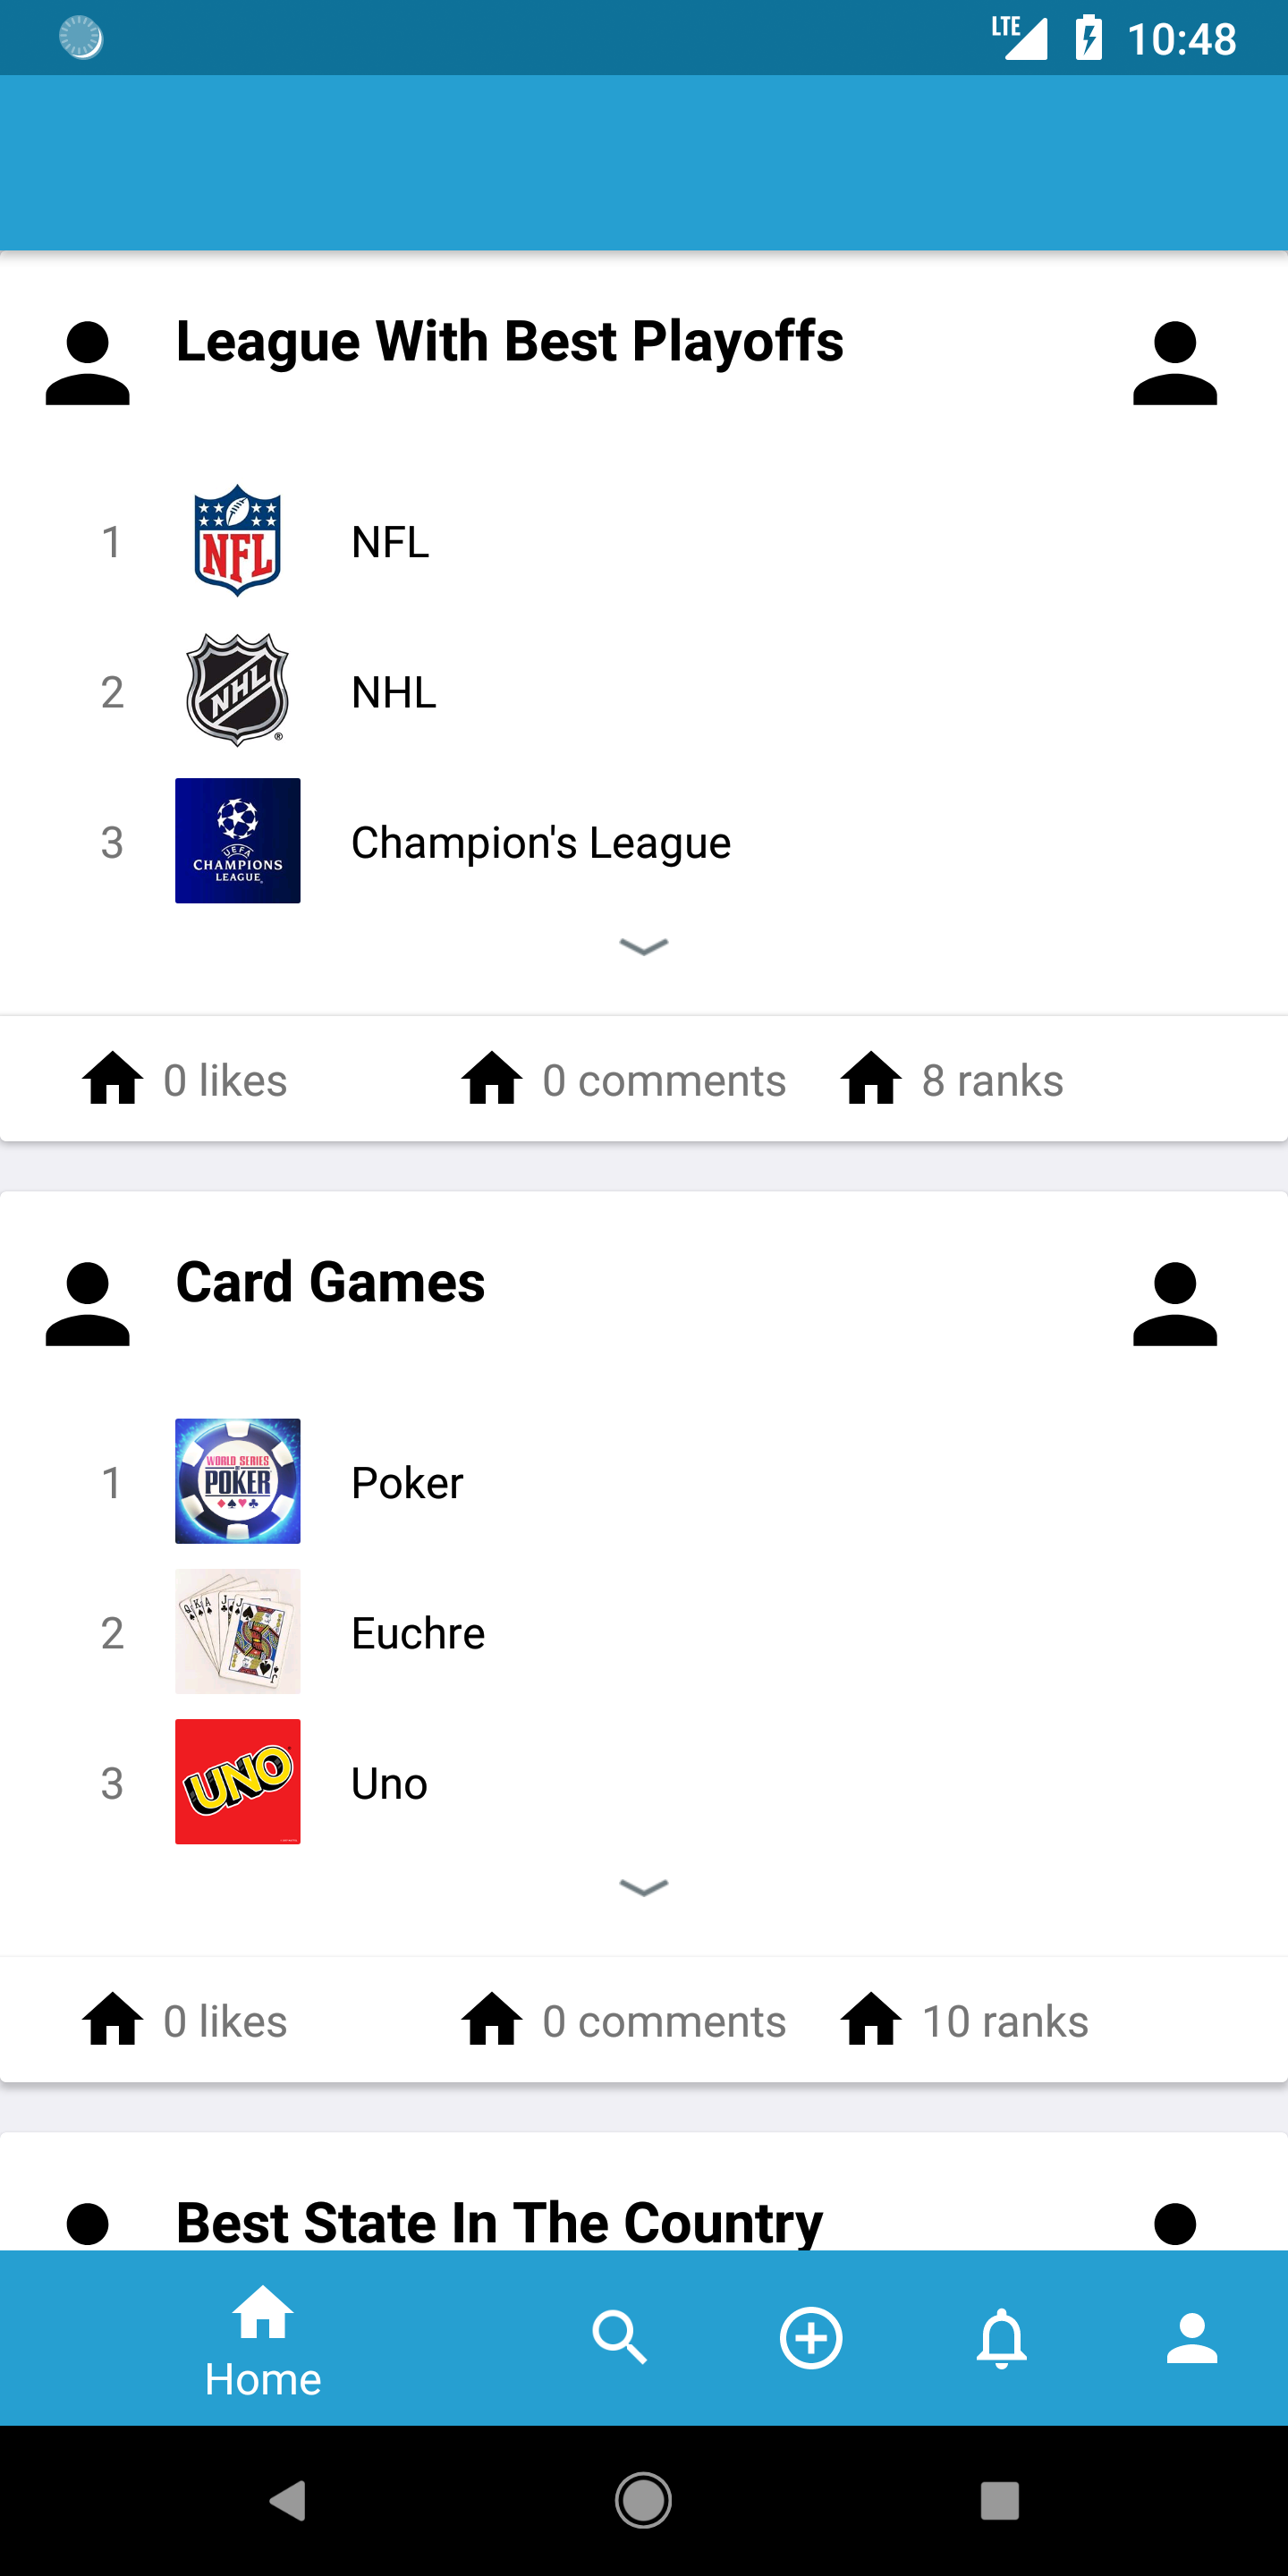 LTE 10:48
League With Best Playoffs
1 NFL NFL
2 NHL ® NHL
3 UEFA CHAMPIONS LEAGUE Champion's League
0 likes 0 comments 8 ranks
Card Games
1 WORLD SERIES OF POKER Poker
2 Q K A J J J Euchre
3 UNO Uno
0 likes 0 comments 10 ranks
Best State In The Country
Home